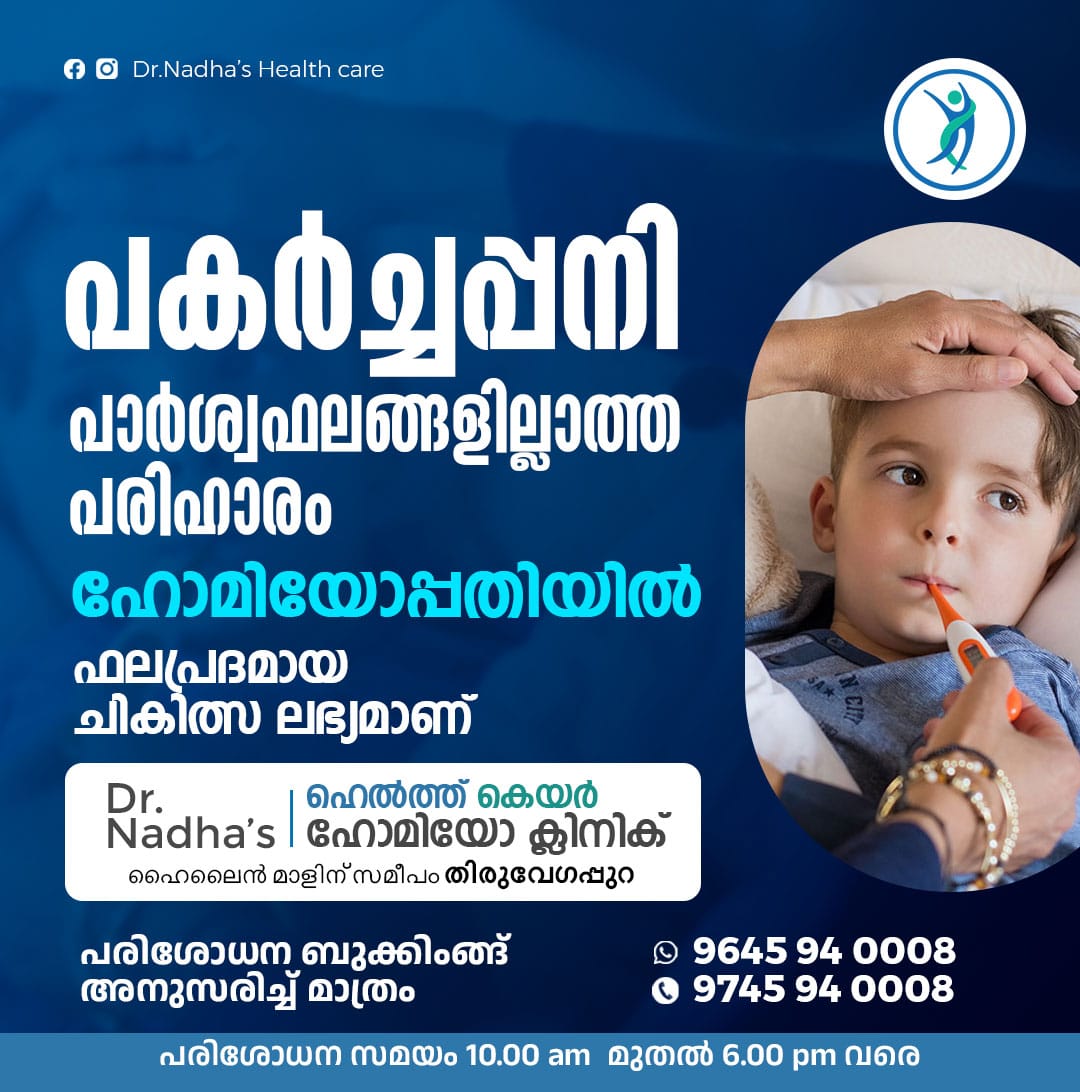 Dr.Nadha's Health care
പകർച്ചപ്പനി
പാർശ്വഫലങ്ങളില്ലാത്ത
പരിഹാരം
ഹോമിയോപ്പതിയിൽ
ഫലപ്രദമായ
ചികിത്സ ലഭ്യമാണ്
Dr. Nadha's
ഹെൽത്ത് കെയർ
ഹോമിയോ ക്ലിനിക്
ഹൈലൈൻ മാളിന് സമീപം തിരുവേഗപ്പുറ
പരിശോധന ബുക്കിംങ്ങ്
അനുസരിച്ച് മാത്രം
9645 94 0008
9745 94 0008
പരിശോധന സമയം 10.00 am മുതൽ 6.00 pm വരെ